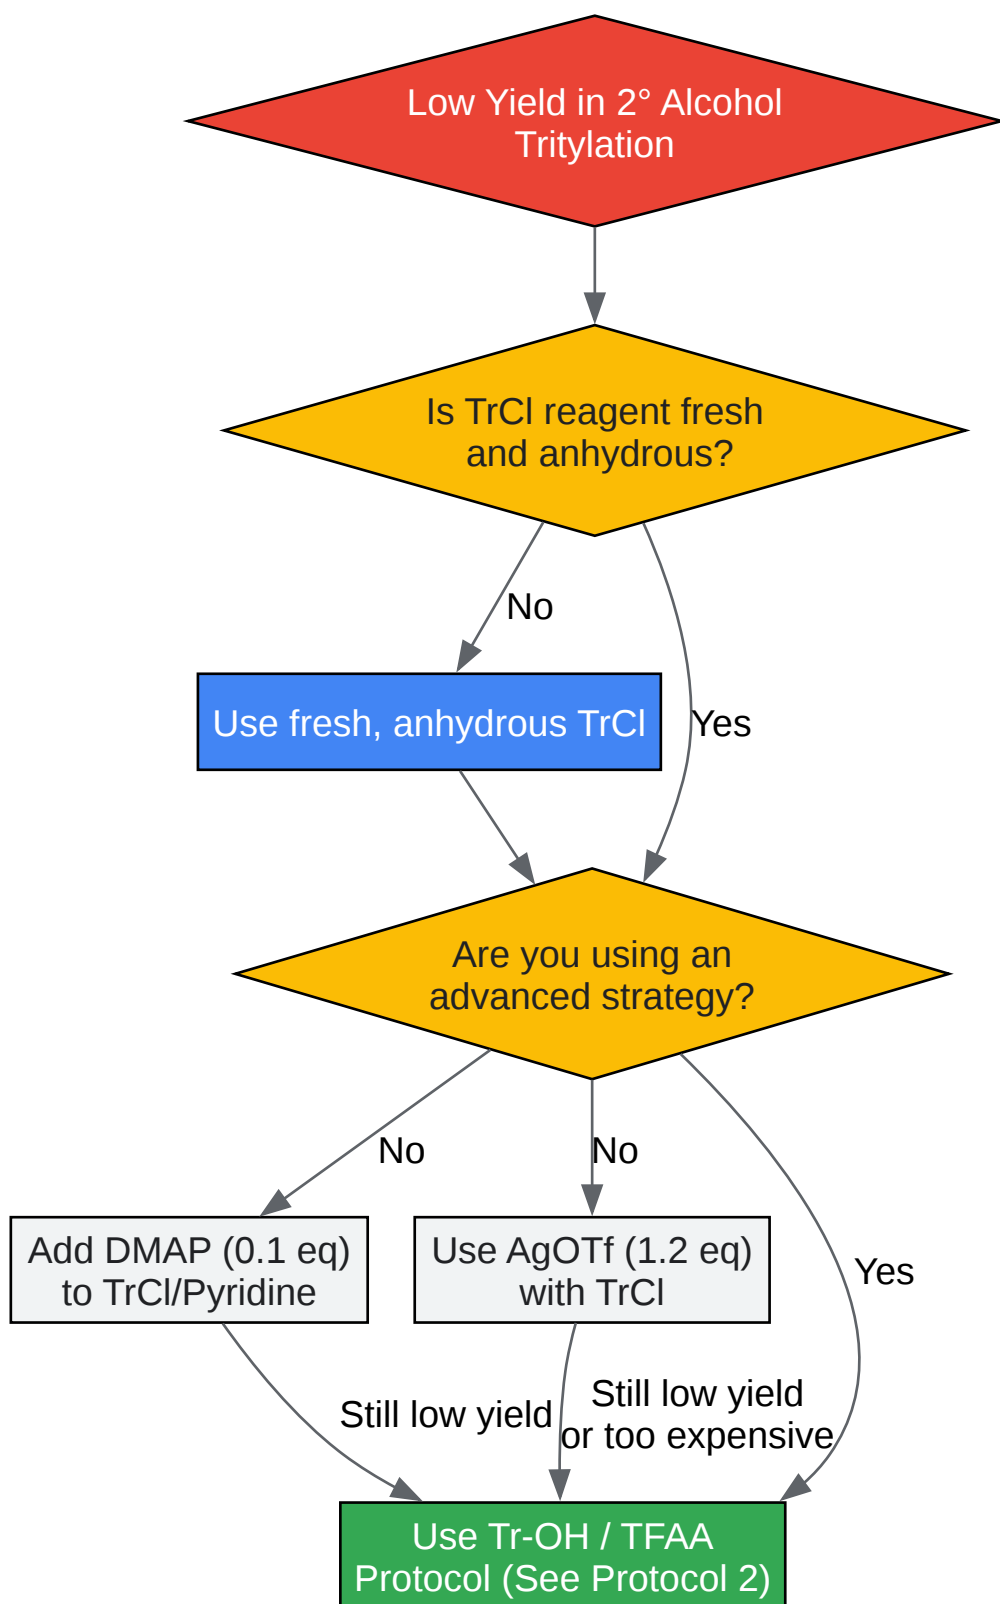 Low Yield in 2° Alcohol
Tritylation
Is TrCl reagent fresh
and anhydrous?
No
Use fresh, anhydrous TrCl
Yes
Are you using an
advanced strategy?
No
No
Add DMAP (0.1 eq)
to TrCl/Pyridine
Use AgOTf (1.2 eq)
with TrCl
Yes
Still low yield
Still low yield
or too expensive
Use Tr-OH / TFAA
Protocol (See Protocol 2)